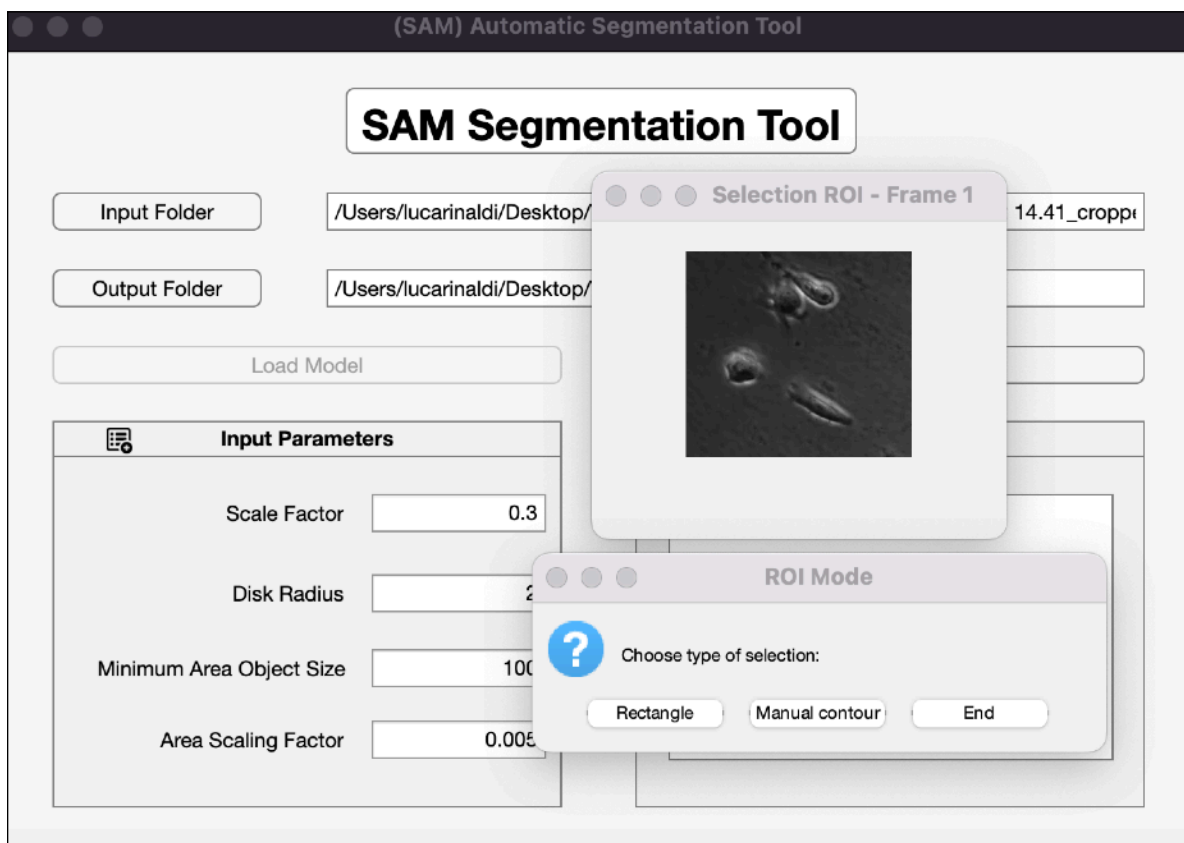 (SAM) Automatic Segmentation Tool
SAM Segmentation Tool
Selection ROI - Frame 1
Input Folder
/Users/lucarinaldi/Desktop/
14.41_croppe
Output Folder
/Users/lucarinaldi/Desktop/
Load Model
Input Parameters
Scale Factor
0.3
Disk Radius
2
ROI Mode
Choose type of selection:
Minimum Area Object Size
100
Rectangle
Manual contour
End
Area Scaling Factor
0.005